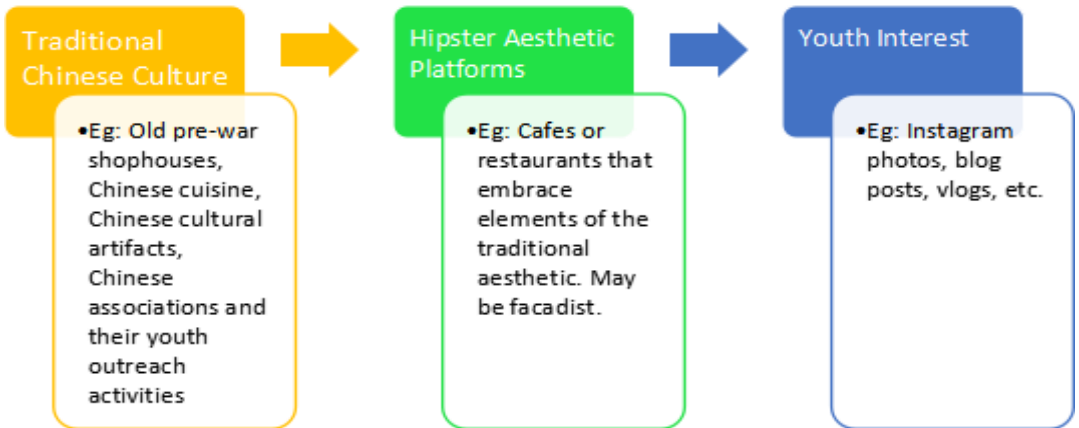 Traditional
Chinese Culture
•Eg: Old pre-war
shophouses,
Chinese cuisine,
Chinese cultural
artifacts,
Chinese
associations and
their youth
outreach
activities
Hipster Aesthetic
Platforms
•Eg: Cafes or
restaurants that
embrace
elements of the
traditional
aesthetic. May
be facadist.
Youth Interest
•Eg: Instagram
photos, blog
posts, vlogs, etc.